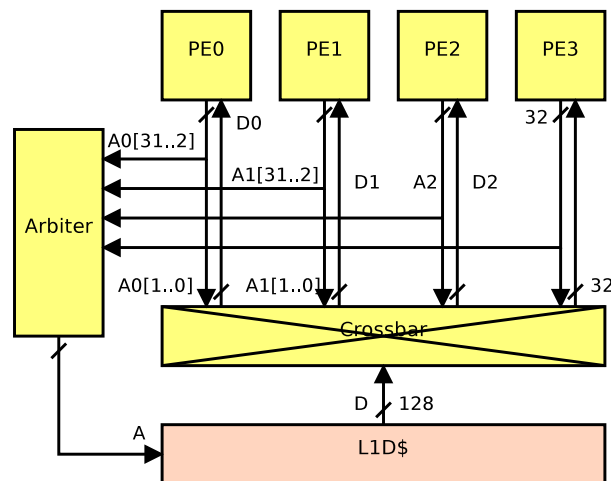 PE0
PE1
PE2
PE3
D0
32
A0[31..2]
A1[31..2]
D1
A2
D2
Arbiter
A0[1..0]
A1[1..0]
32
Crossbar
D
128
A
L1D$